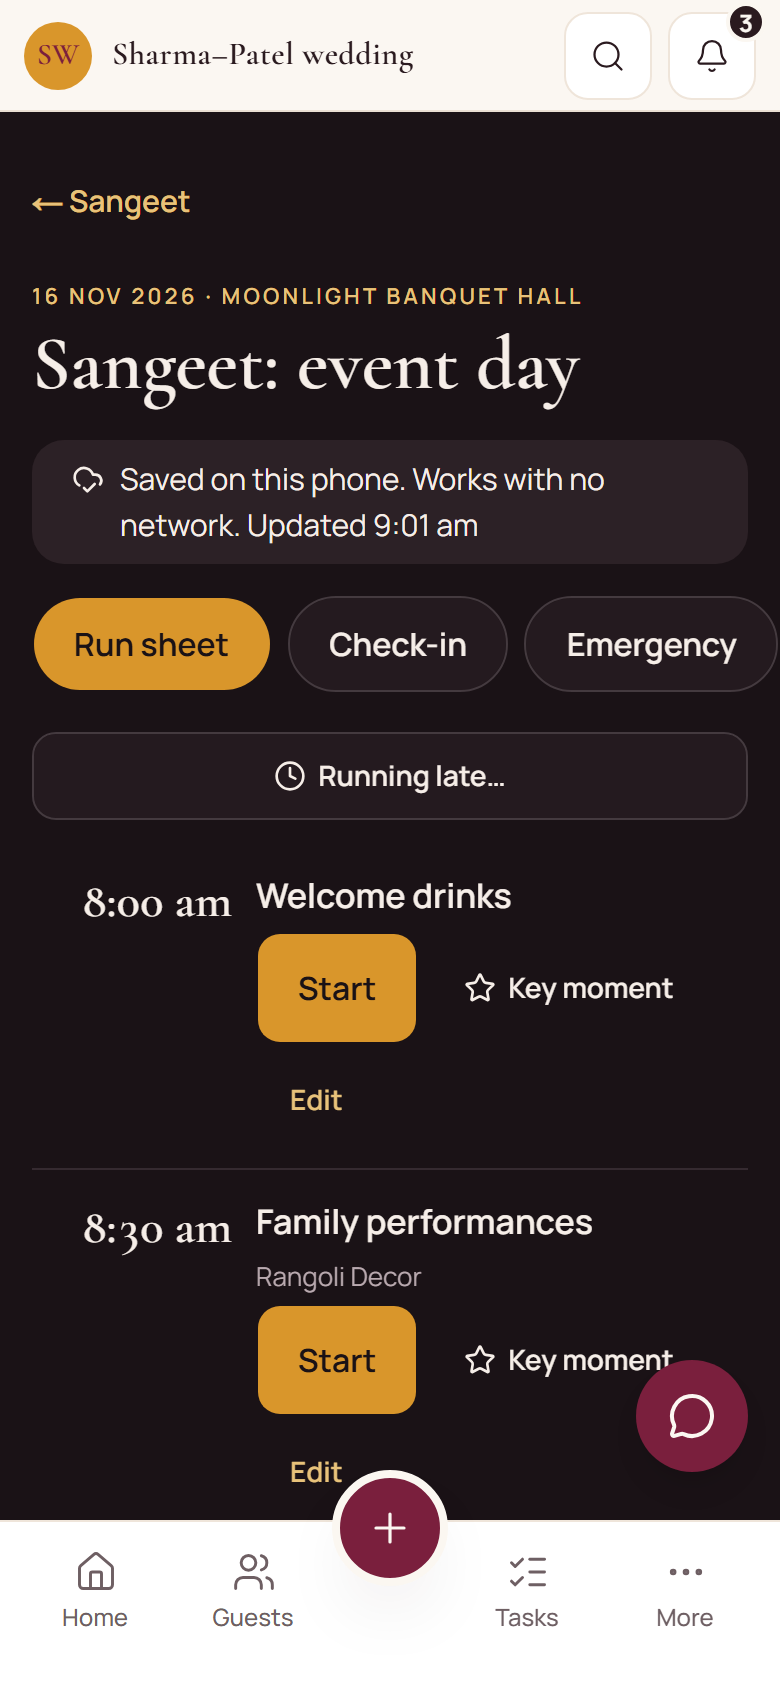 SW
Sharma–Patel wedding
3
← Sangeet
16 NOV 2026 · MOONLIGHT BANQUET HALL
Sangeet: event day
Saved on this phone. Works with no
network. Updated 9:01 am
Run sheet
Check-in
Emergency
Running late...
8:00 am
Welcome drinks
Start
Key moment
Edit
8:30 am
Family performances
Rangoli Decor
Start
Key moment
Edit
Home
Guests
Tasks
More